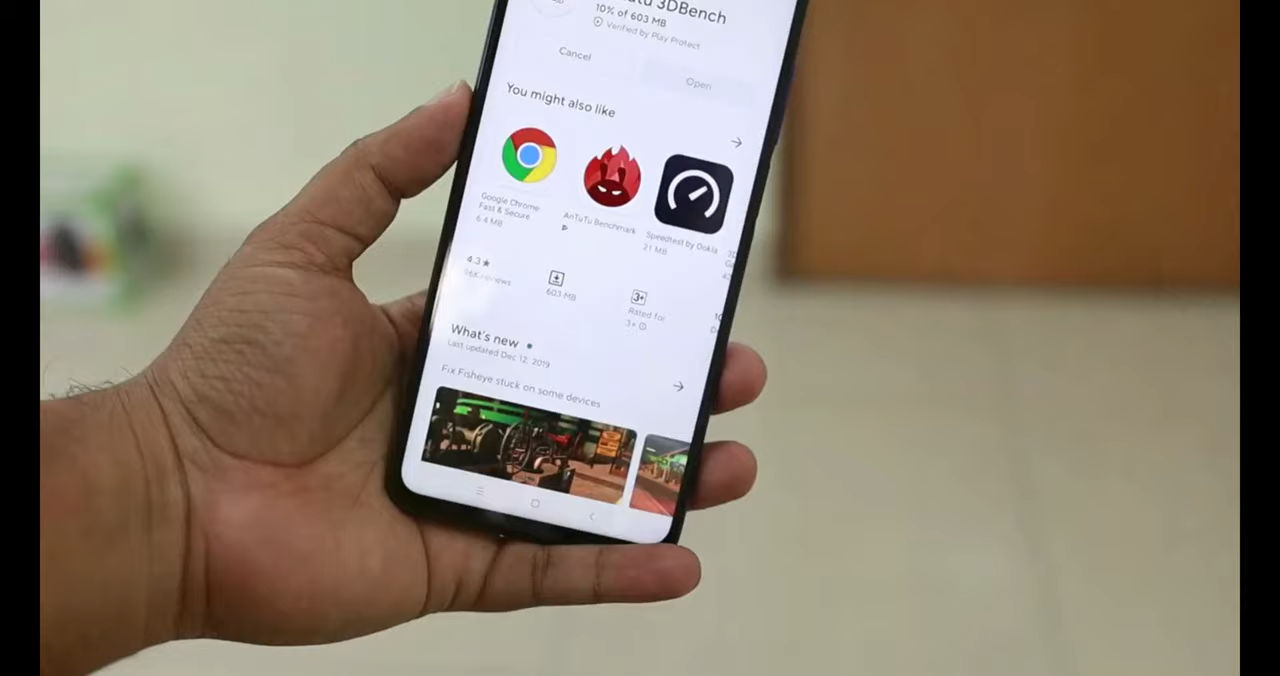 3DBench
10% of 603 MB
Verified by Play Protect
Cancel
Open
You might also like
Google Chrome
Fast & Secure
6.4 MB
AnTuTu Benchmark
Speedtest by Ookla
21 MB
4.3★
96K reviews
603 MB
3+
Rated for
3+
What's new
Last updated Dec 12, 2019
Fix Fisheye stuck on some devices